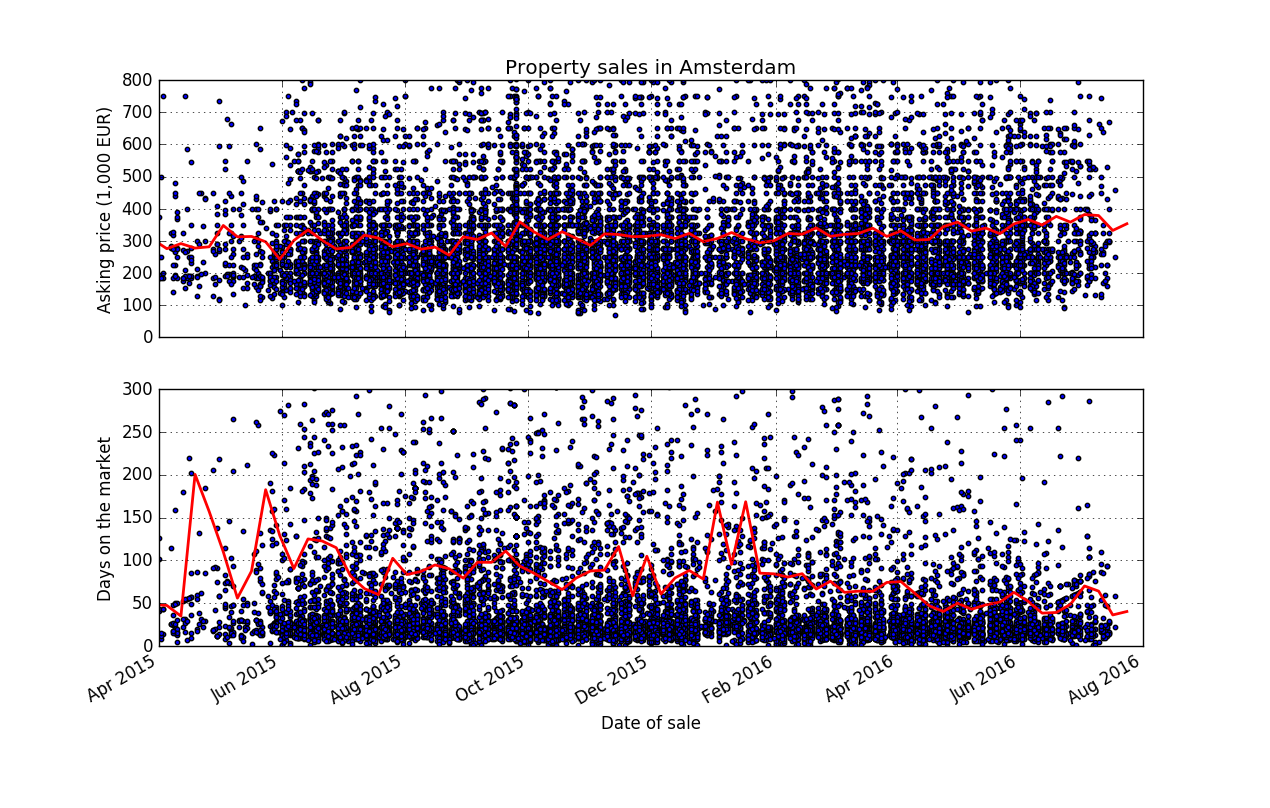 Property sales in Amsterdam
Asking price (1,000 EUR)
800
700
600
500
400
300
200
100
0
Days on the market
300
250
200
150
100
50
0
Apr 2015
Jun 2015
Aug 2015
Oct 2015
Dec 2015
Feb 2016
Apr 2016
Jun 2016
Aug 2016
Date of sale